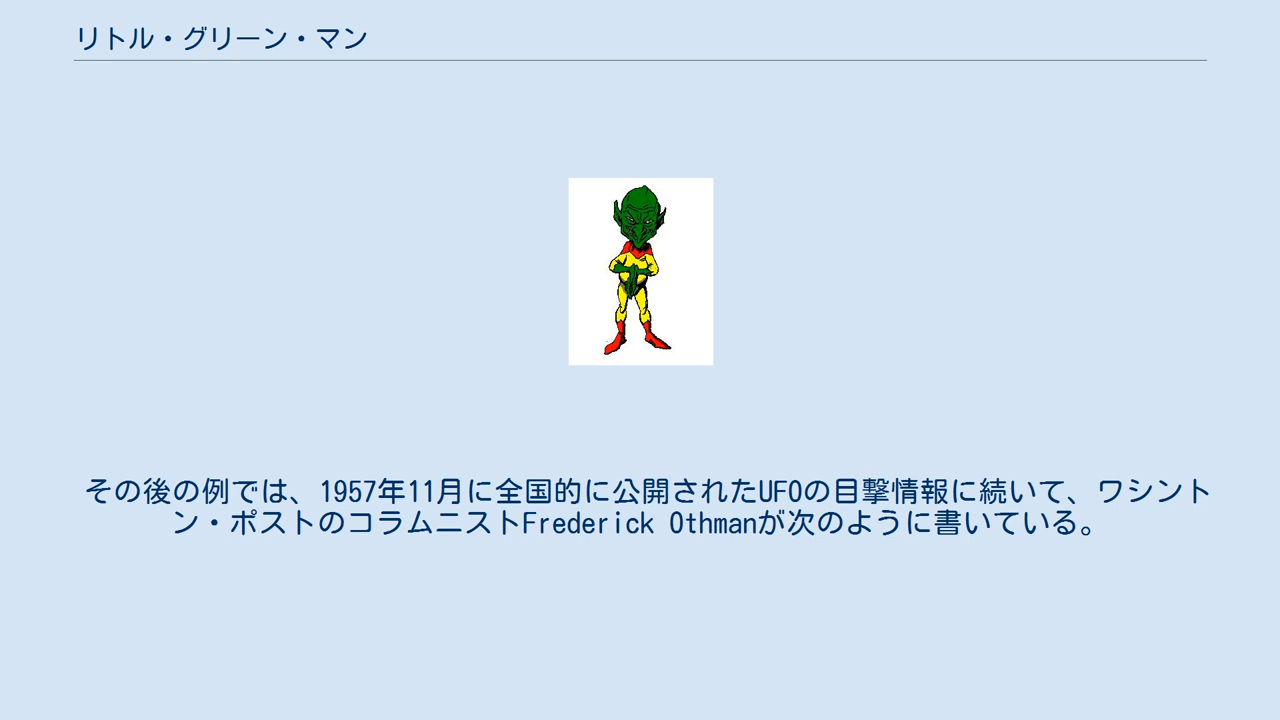 リトル・グリーン・マン
その後の例では、1957年11月に全国的に公開されたUFOの目撃情報に続いて、ワシント
ン・ポストのコラムニストFrederick Othmanが次のように書いている。